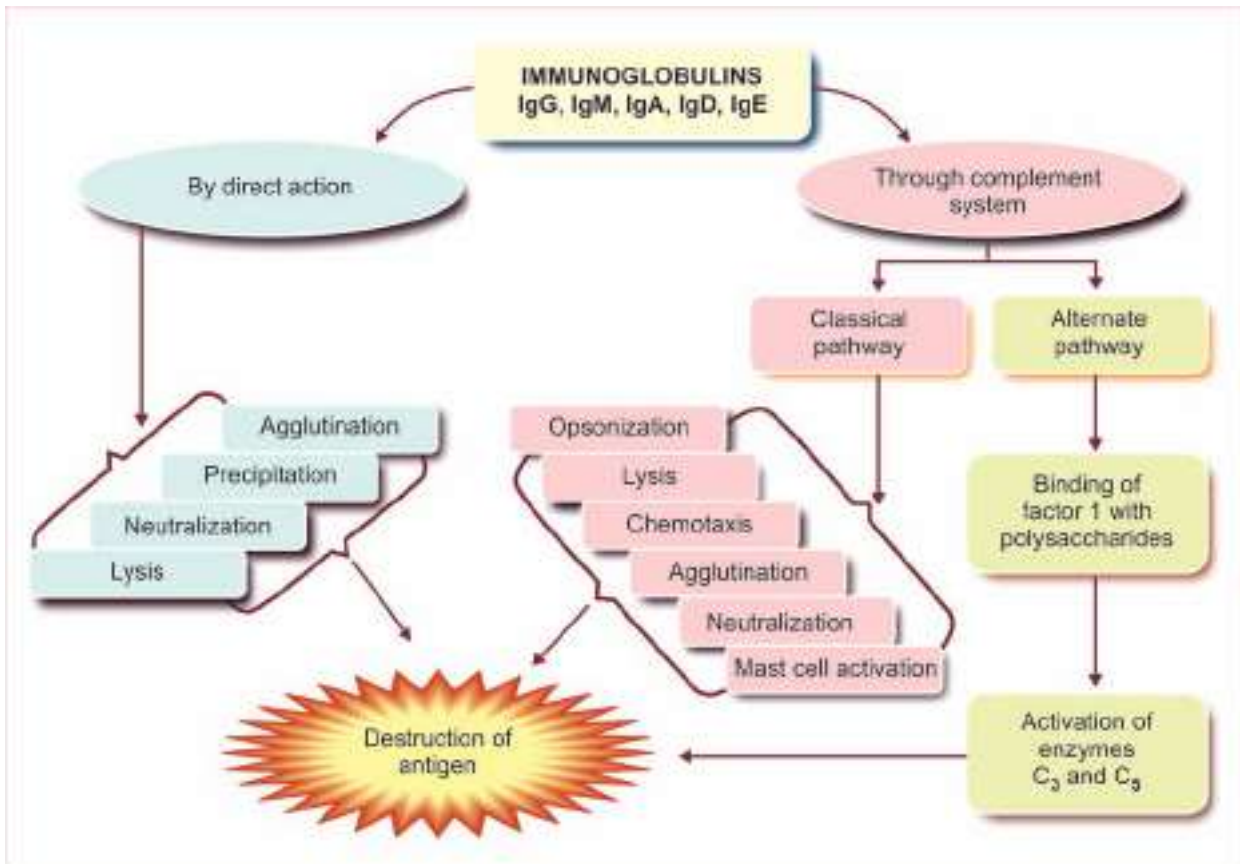 IMMUNOGLOBULINS
IgG, IgM, IgA, IgD, IgE
By direct action
Through complement
system
Classical
pathway
Alternate
pathway
Agglutination
Precipitation
Neutralization
Lysis
Opsonization
Lysis
Chemotaxis
Agglutination
Neutralization
Mast cell activation
Binding of
factor 1 with
polysaccharides
Activation of
enzymes
C₃ and C₅
Destruction of
antigen